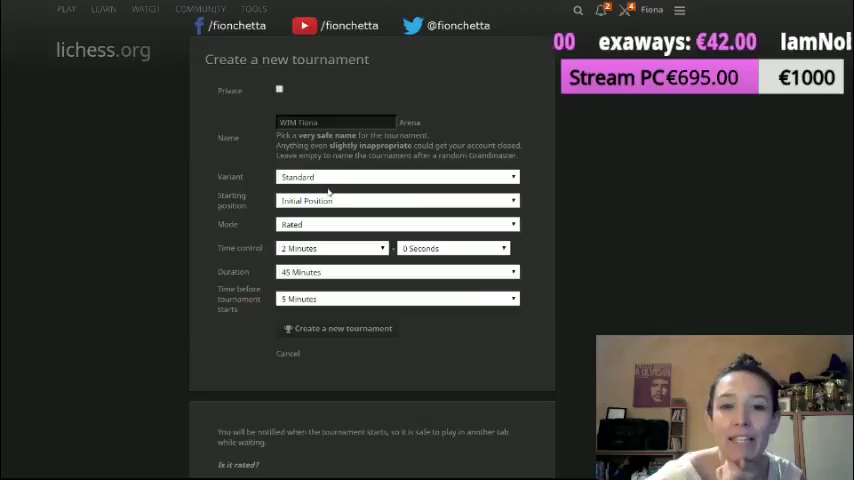 PLAY LEARN WATCH COMMUNITY TOOLS
2 4 Fiona
/fionchetta /fionchetta @fionchetta
lichess.org
00 exaways: €42.00 IamNol
Stream PC €695.00 €1000
Create a new tournament
Private
WIM Fiona Arena
Name
Pick a very safe name for the tournament.
Anything even slightly inappropriate could get your account closed.
Leave empty to name the tournament after a random Grandmaster.
Variant Standard
Starting position Initial Position
Mode Rated
Time control 2 Minutes - 0 Seconds
Duration 45 Minutes
Time before tournament starts 5 Minutes
Create a new tournament
Cancel
You will be notified when the tournament starts, so it is safe to play in another tab
while waiting.
Is it rated?